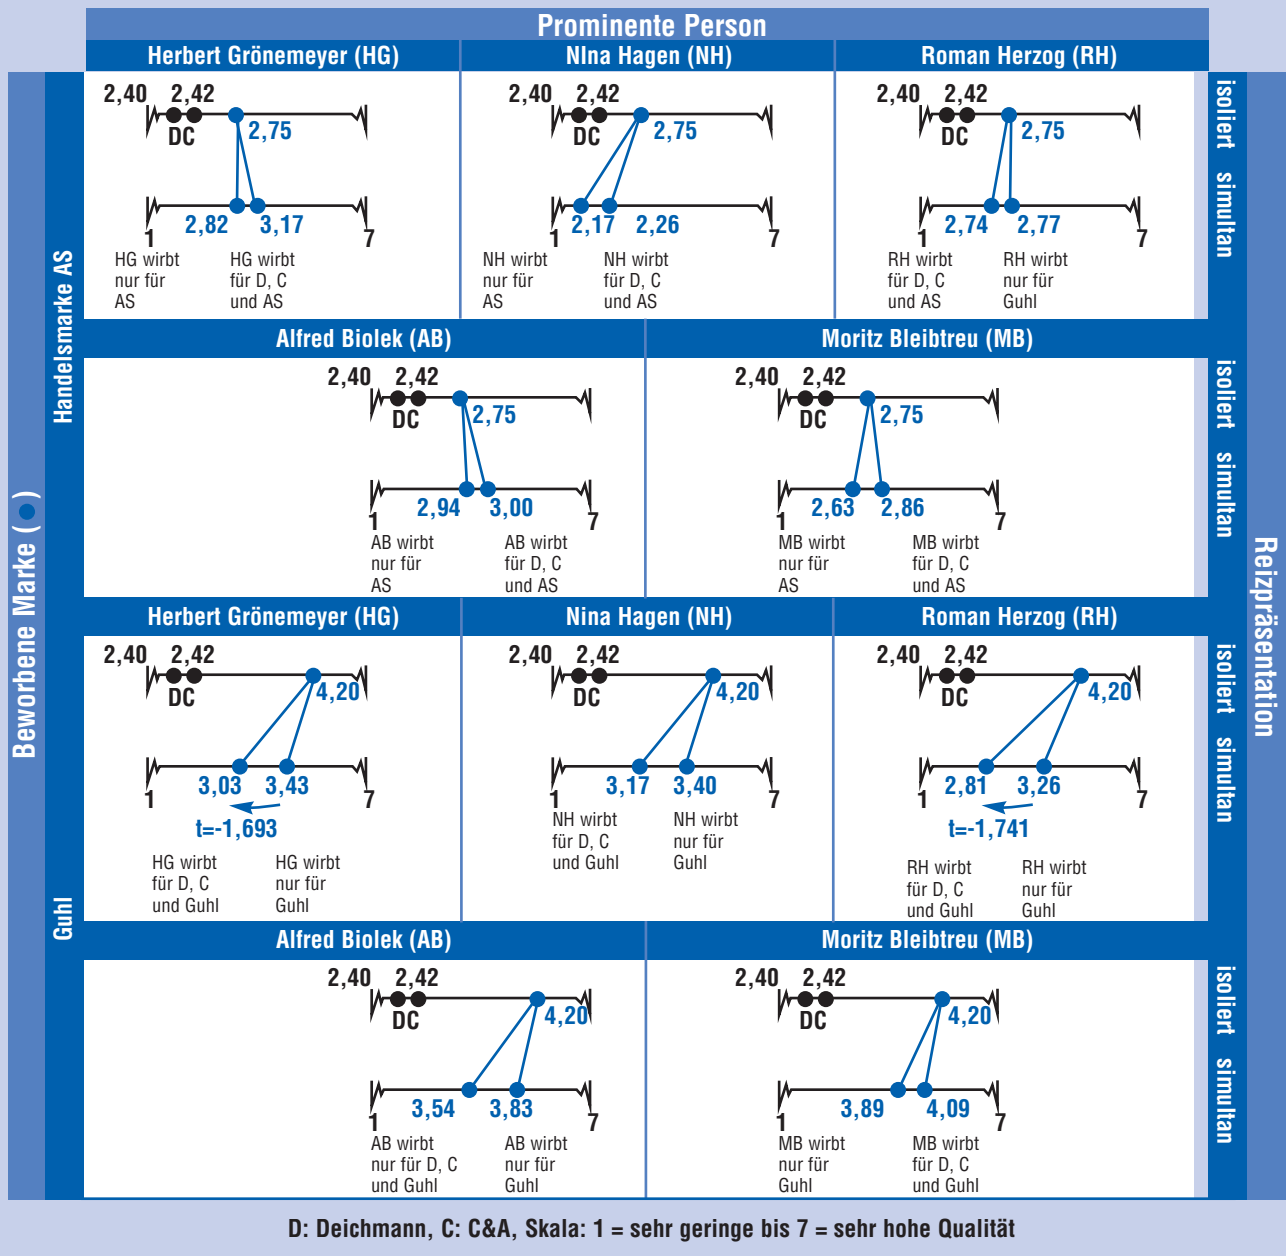 Prominente Person
Herbert Grönemeyer (HG)
NIna Hagen (NH)
Roman Herzog (RH)
2,40 2,42
DC
2,75
2,82 3,17
1 7
HG wirbt
nur für
AS
HG wirbt
für D, C
und AS
2,40 2,42
DC
2,75
2,17 2,26
1 7
NH wirbt
nur für
AS
NH wirbt
für D, C
und AS
2,40 2,42
DC
2,75
2,74 2,77
1 7
RH wirbt
für D, C
und AS
RH wirbt
nur für
Guhl
isoliert simultan
Handelsmarke AS
Alfred Biolek (AB)
Moritz Bleibtreu (MB)
2,40 2,42
DC
2,75
2,94 3,00
1 7
AB wirbt
nur für
AS
AB wirbt
für D, C
und AS
2,40 2,42
DC
2,75
2,63 2,86
1 7
MB wirbt
nur für
AS
MB wirbt
für D, C
und AS
isoliert simultan
Beworbene Marke ( )
Reizpräsentation
Herbert Grönemeyer (HG)
Nina Hagen (NH)
Roman Herzog (RH)
2,40 2,42
DC
4,20
3,03 3,43
1 7
t=-1,693
HG wirbt
für D, C
und Guhl
HG wirbt
nur für
Guhl
2,40 2,42
DC
4,20
3,17 3,40
1 7
NH wirbt
für D, C
und Guhl
NH wirbt
nur für
Guhl
2,40 2,42
DC
4,20
2,81 3,26
1 7
t=-1,741
RH wirbt
für D, C
und Guhl
RH wirbt
nur für
Guhl
isoliert simultan
Guhl
Alfred Biolek (AB)
Moritz Bleibtreu (MB)
2,40 2,42
DC
4,20
3,54 3,83
1 7
AB wirbt
nur für D, C
und Guhl
AB wirbt
nur für
Guhl
2,40 2,42
DC
4,20
3,89 4,09
1 7
MB wirbt
nur für
Guhl
MB wirbt
für D, C
und Guhl
isoliert simultan
D: Deichmann, C: C&A, Skala: 1 = sehr geringe bis 7 = sehr hohe Qualität